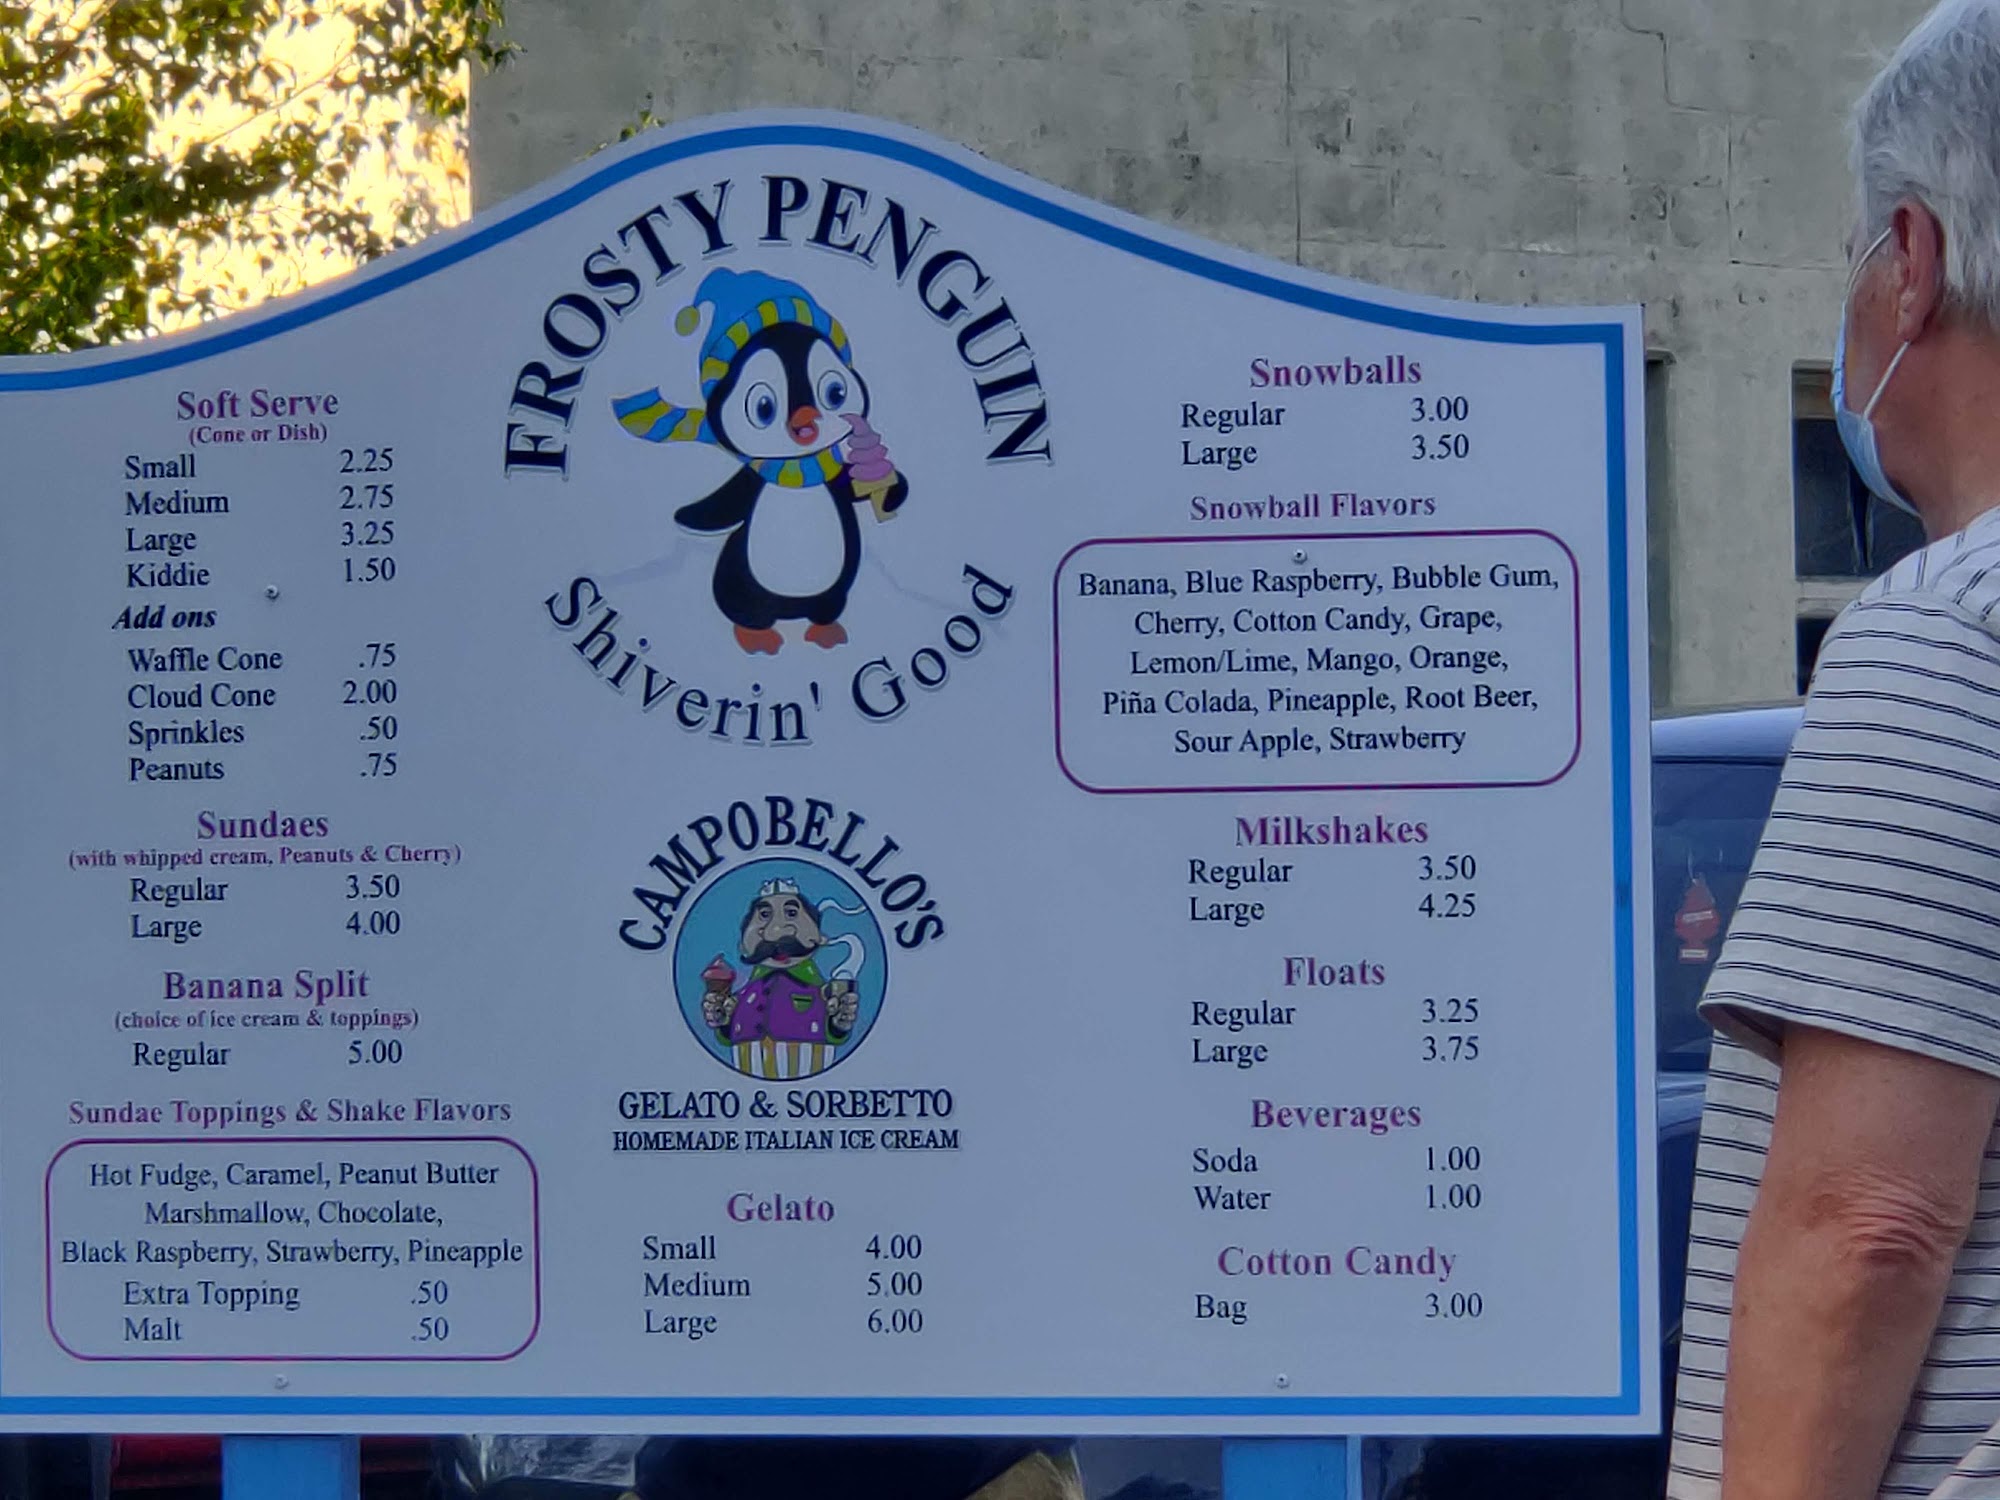 FROSTY PENGUIN
Shiverin' Good
Soft Serve
(Cone or Dish)
Small 2.25
Medium 2.75
Large 3.25
Kiddie 1.50
Add ons
Waffle Cone .75
Cloud Cone 2.00
Sprinkles .50
Peanuts .75
Sundaes
(with whipped cream, Peanuts & Cherry)
Regular 3.50
Large 4.00
Banana Split
(choice of ice cream & toppings)
Regular 5.00
Sundae Toppings & Shake Flavors
Hot Fudge, Caramel, Peanut Butter
Marshmallow, Chocolate,
Black Raspberry, Strawberry, Pineapple
Extra Topping .50
Malt .50
CAMPOBELLO'S
GELATO & SORBETTO
HOMEMADE ITALIAN ICE CREAM
Gelato
Small 4.00
Medium 5.00
Large 6.00
Snowballs
Regular 3.00
Large 3.50
Snowball Flavors
Banana, Blue Raspberry, Bubble Gum,
Cherry, Cotton Candy, Grape,
Lemon/Lime, Mango, Orange,
Piña Colada, Pineapple, Root Beer,
Sour Apple, Strawberry
Milkshakes
Regular 3.50
Large 4.25
Floats
Regular 3.25
Large 3.75
Beverages
Soda 1.00
Water 1.00
Cotton Candy
Bag 3.00